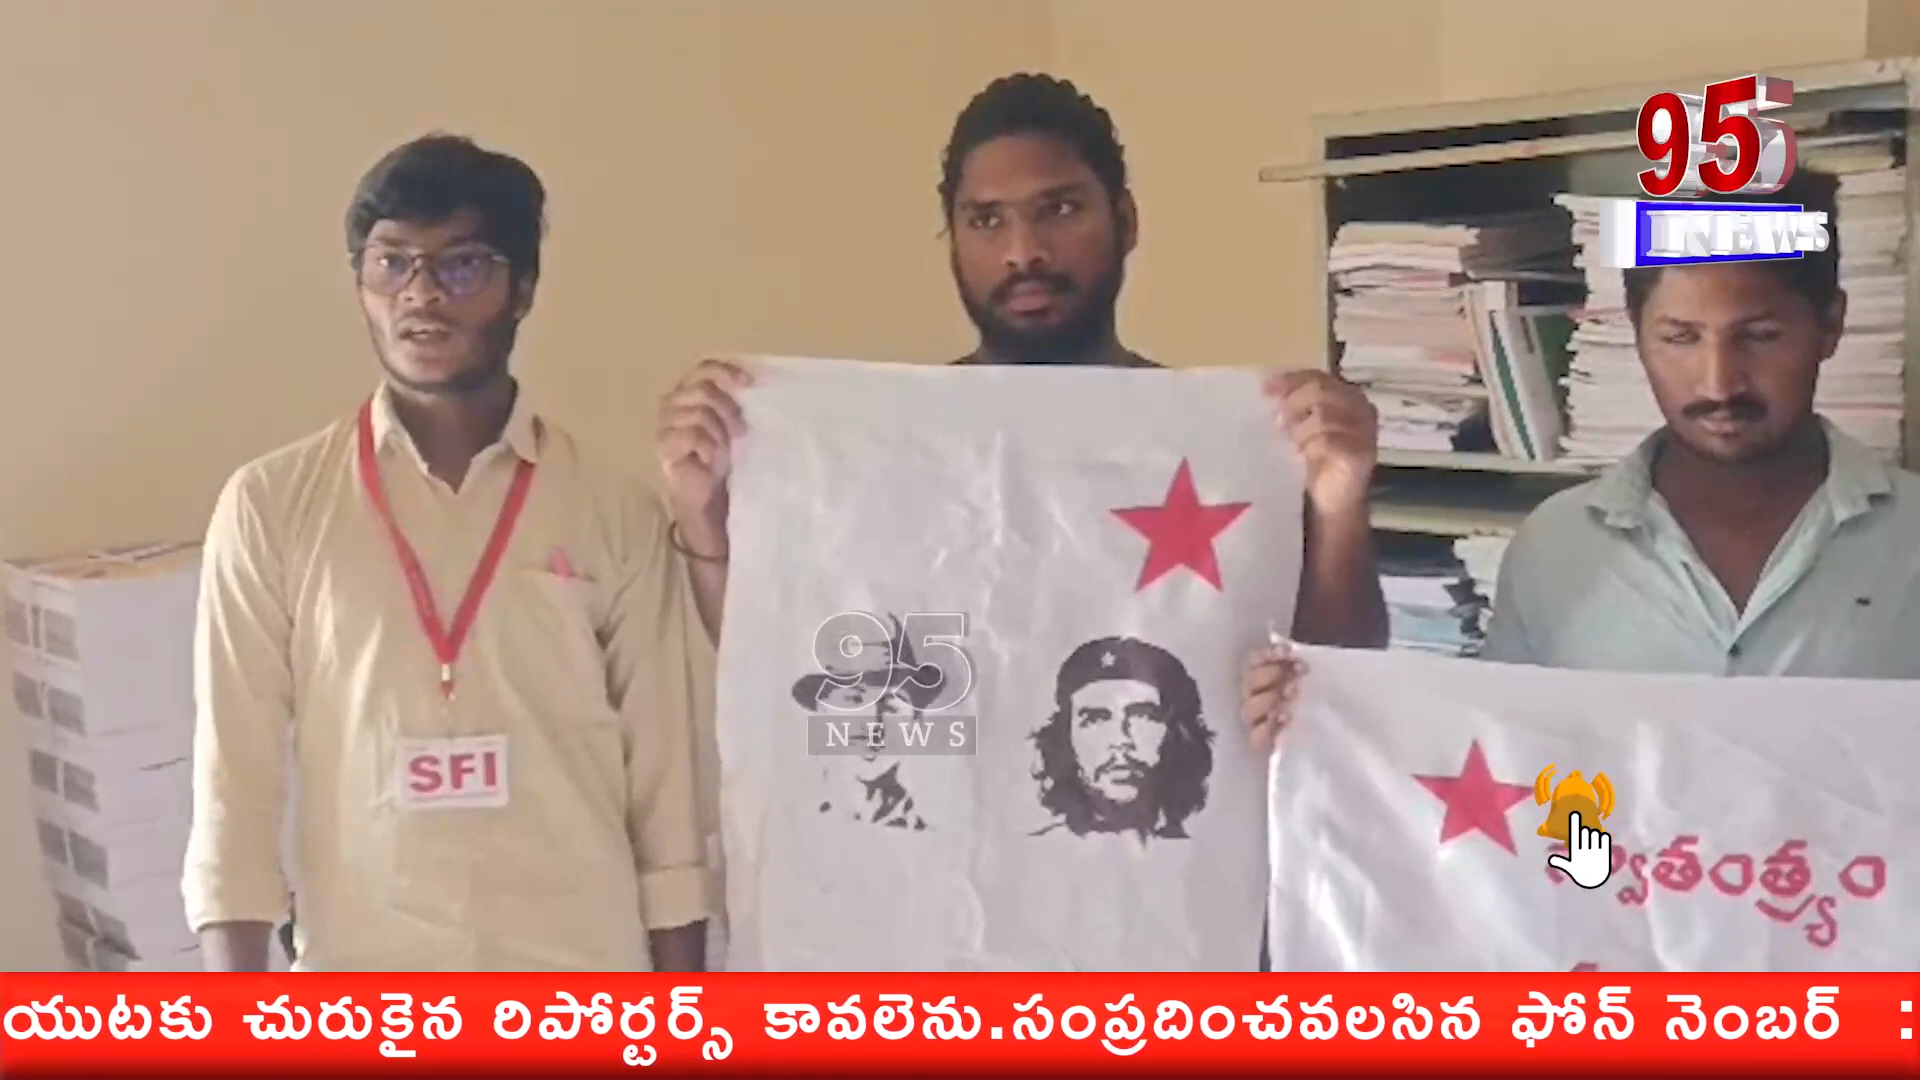 95
NEWS
95
NEWS
SFI
స్వాతంత్ర్యం
యుటకు చురుకైన రిపోర్టర్స్ కావలెను.సంప్రదించవలసిన ఫోన్ నెంబర్ :